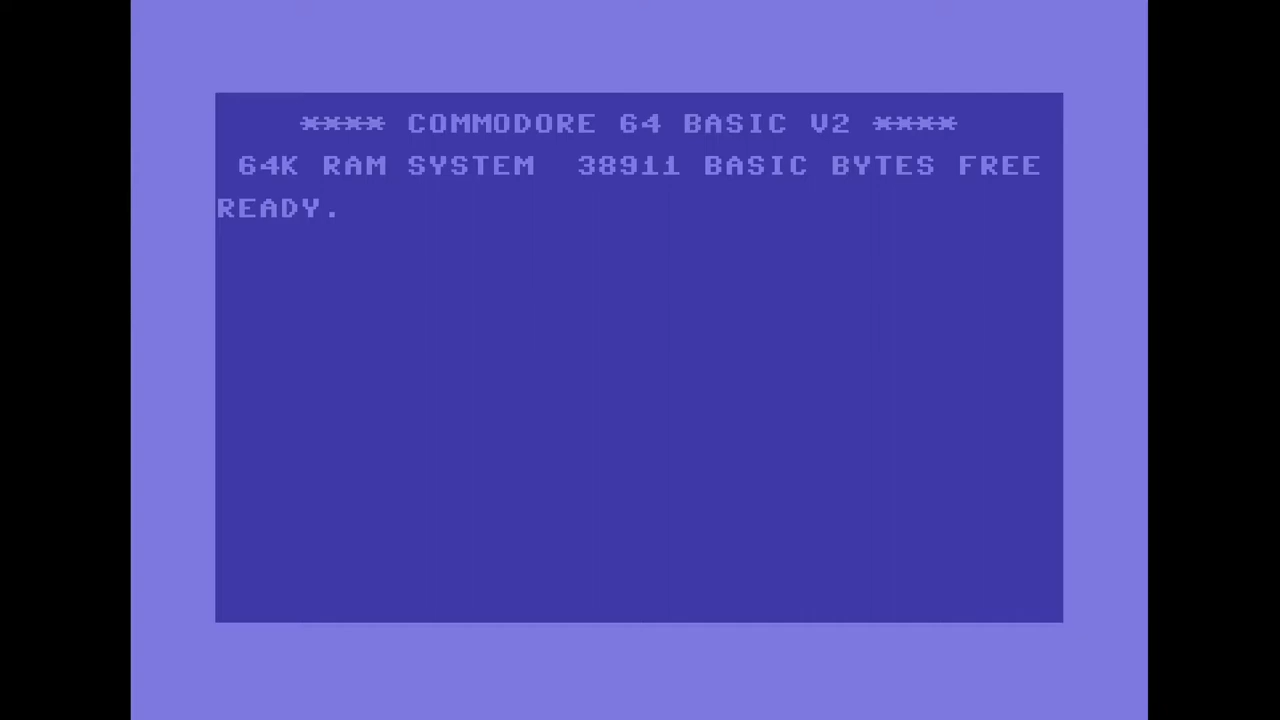 **** COMMODORE 64 BASIC V2 ****
64K RAM SYSTEM  38911 BASIC BYTES FREE
READY.